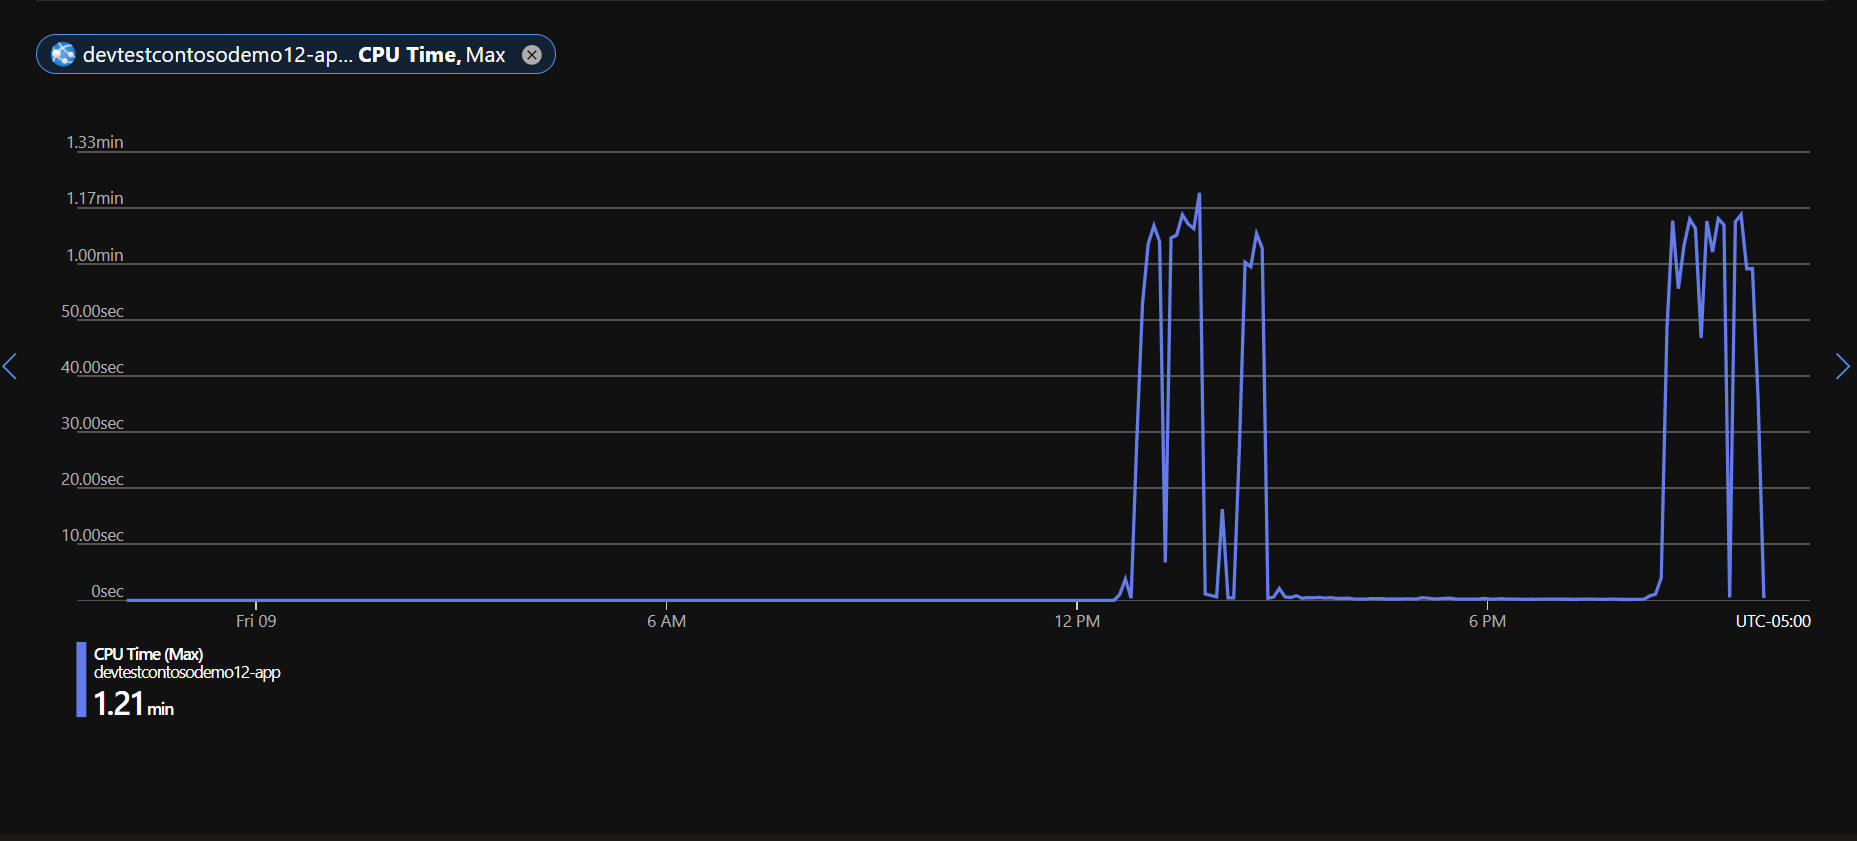 devtestcontosodemo12-ap... CPU Time, Max
1.33min
1.17min
1.00min
50.00sec
40.00sec
30.00sec
20.00sec
10.00sec
0sec
Fri 09 6 AM 12 PM 6 PM UTC-05:00
CPU Time (Max)
devtestcontosodemo12-app
1.21 min